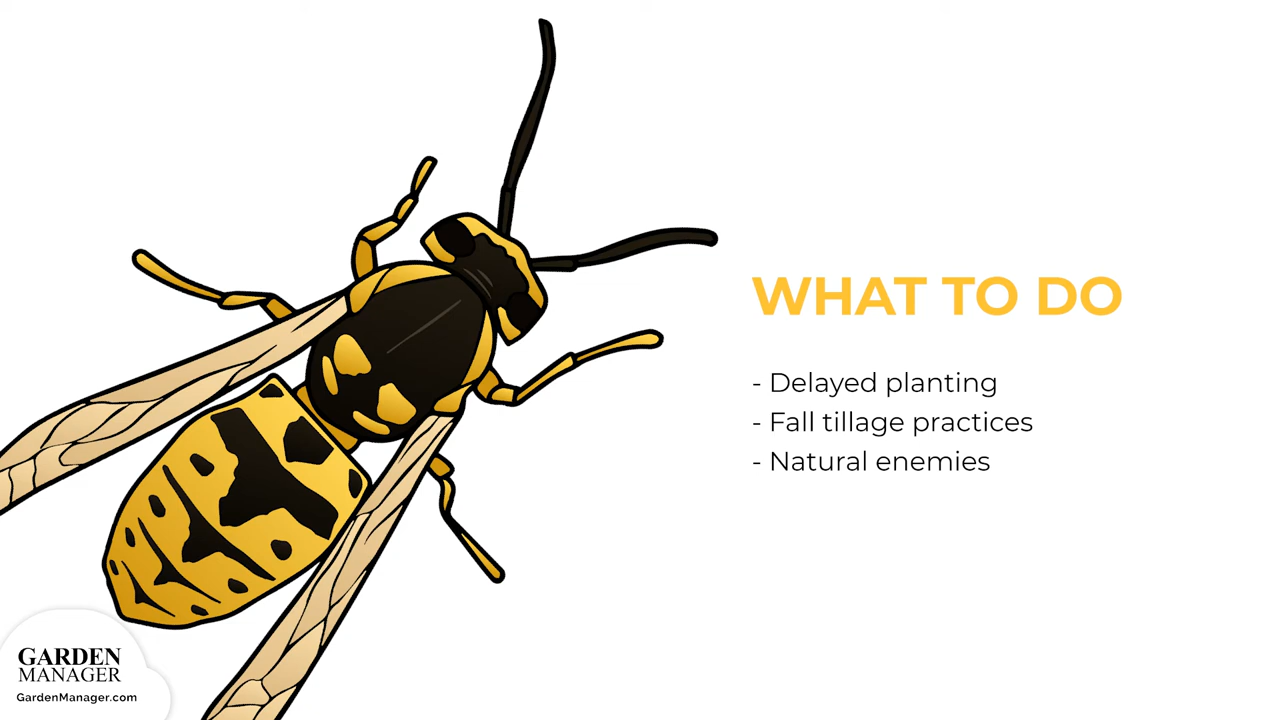 WHAT TO DO
- Delayed planting
- Fall tillage practices
- Natural enemies
GARDEN
MANAGER
GardenManager.com